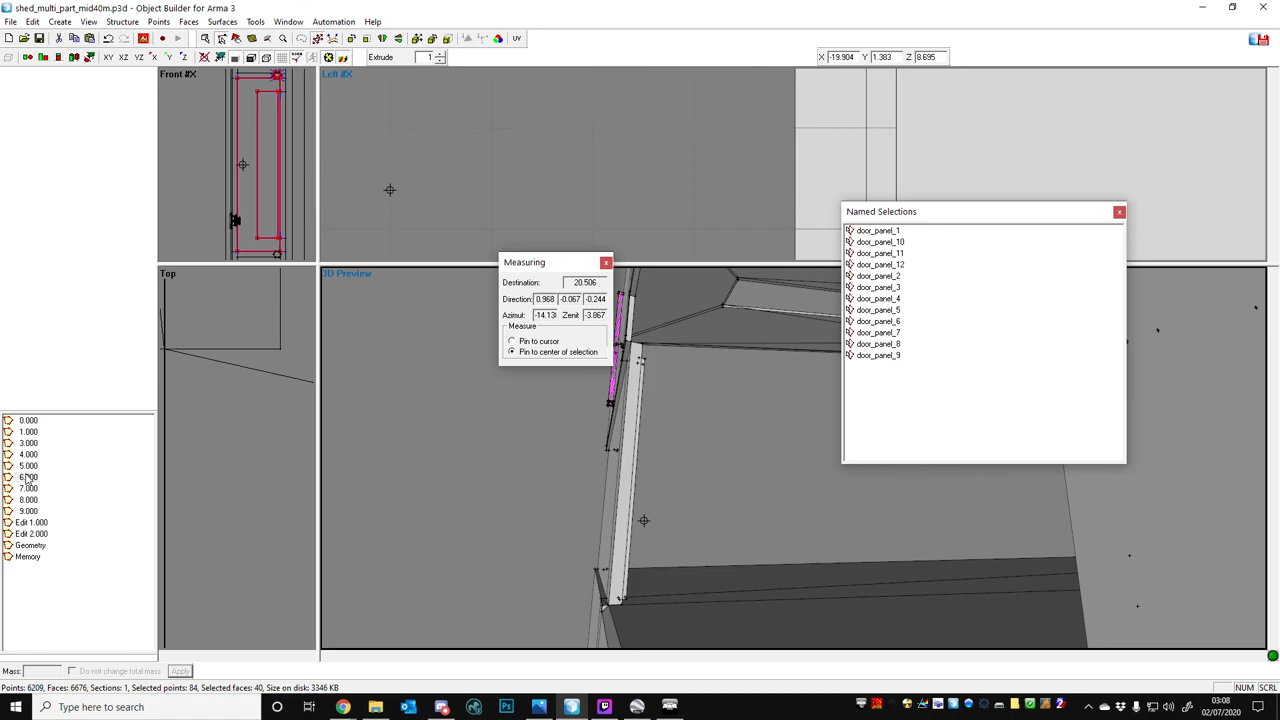 shed_multi_part_mid40m.p3d - Object Builder for Arma 3
File Edit Create View Structure Points Faces Surfaces Tools Window Automation Help
XY XZ YZ X Y Z UV
Extrude 1
X -19.904 Y 1.383 Z 8.695
Front #X
Left #X
Named Selections
door_panel_1
door_panel_10
door_panel_11
door_panel_12
door_panel_2
door_panel_3
door_panel_4
door_panel_5
door_panel_6
door_panel_7
door_panel_8
door_panel_9
Measuring
Destination: 20.506
Direction: 0.968 -0.067 -0.244
Azimut: -14.13 Zenit -3.867
Measure
Pin to cursor
Pin to center of selection
Top
3D Preview
0.000
1.000
3.000
4.000
5.000
6.000
7.000
8.000
9.000
Edit 1.000
Edit 2.000
Geometry
Memory
Mass: Do not change total mass Apply
Points: 6209, Faces: 6676, Sections: 1, Selected points: 84, Selected faces: 40, Size on disk: 3346 KB
NUM SCRL
Type here to search
03:08
02/07/2020